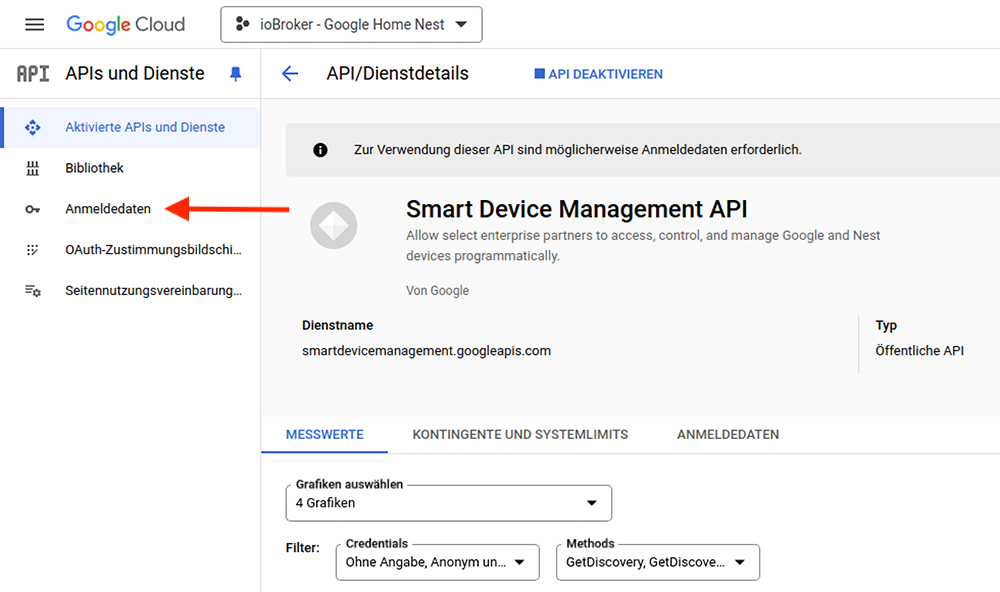 Google Cloud
ioBroker - Google Home Nest
API APIs und Dienste
API/Dienstdetails
API DEAKTIVIEREN
Aktivierte APIs und Dienste
Bibliothek
Anmeldedaten
OAuth-Zustimmungsbildschi...
Seitennutzungsvereinbarung...
Zur Verwendung dieser API sind möglicherweise Anmeldedaten erforderlich.
Smart Device Management API
Allow select enterprise partners to access, control, and manage Google and Nest
devices programmatically.
Von Google
Dienstname
smartdevicemanagement.googleapis.com
Typ
Öffentliche API
MESSWERTE
KONTINGENTE UND SYSTEMLIMITS
ANMELDEDATEN
Grafiken auswählen
4 Grafiken
Filter:
Credentials
Ohne Angabe, Anonym un...
Methods
GetDiscovery, GetDiscove...